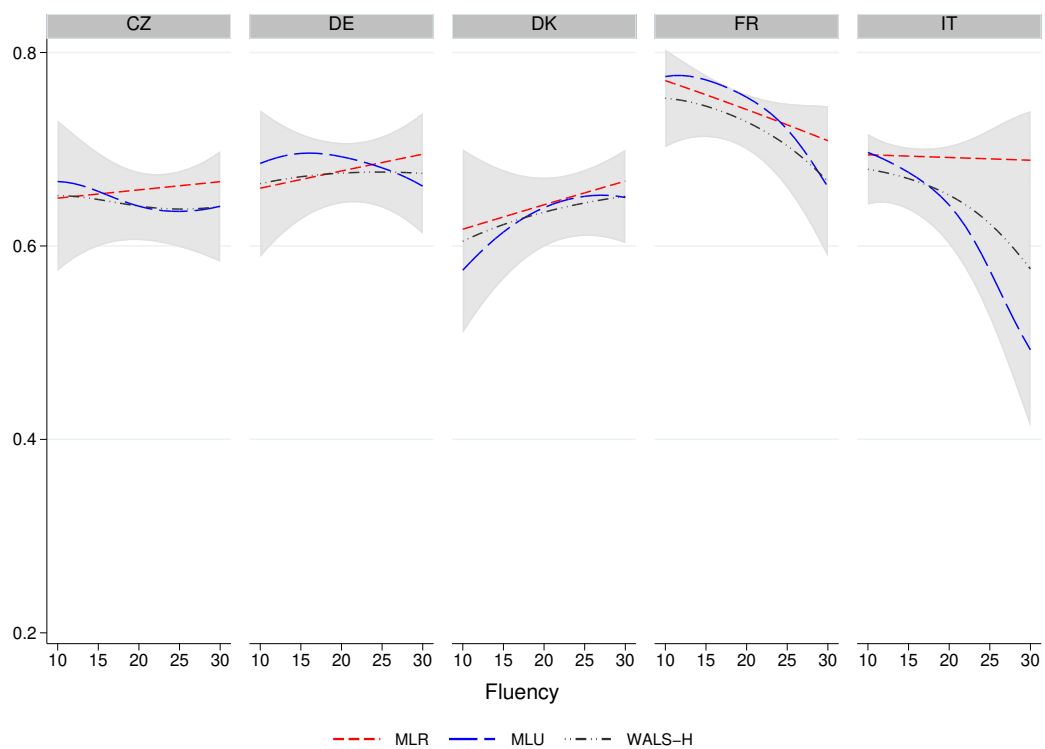 CZ DE DK FR IT
0.8
0.6
0.4
0.2
10 15 20 25 30 10 15 20 25 30 10 15 20 25 30 10 15 20 25 30 10 15 20 25 30
Fluency
MLR MLU WALS−H